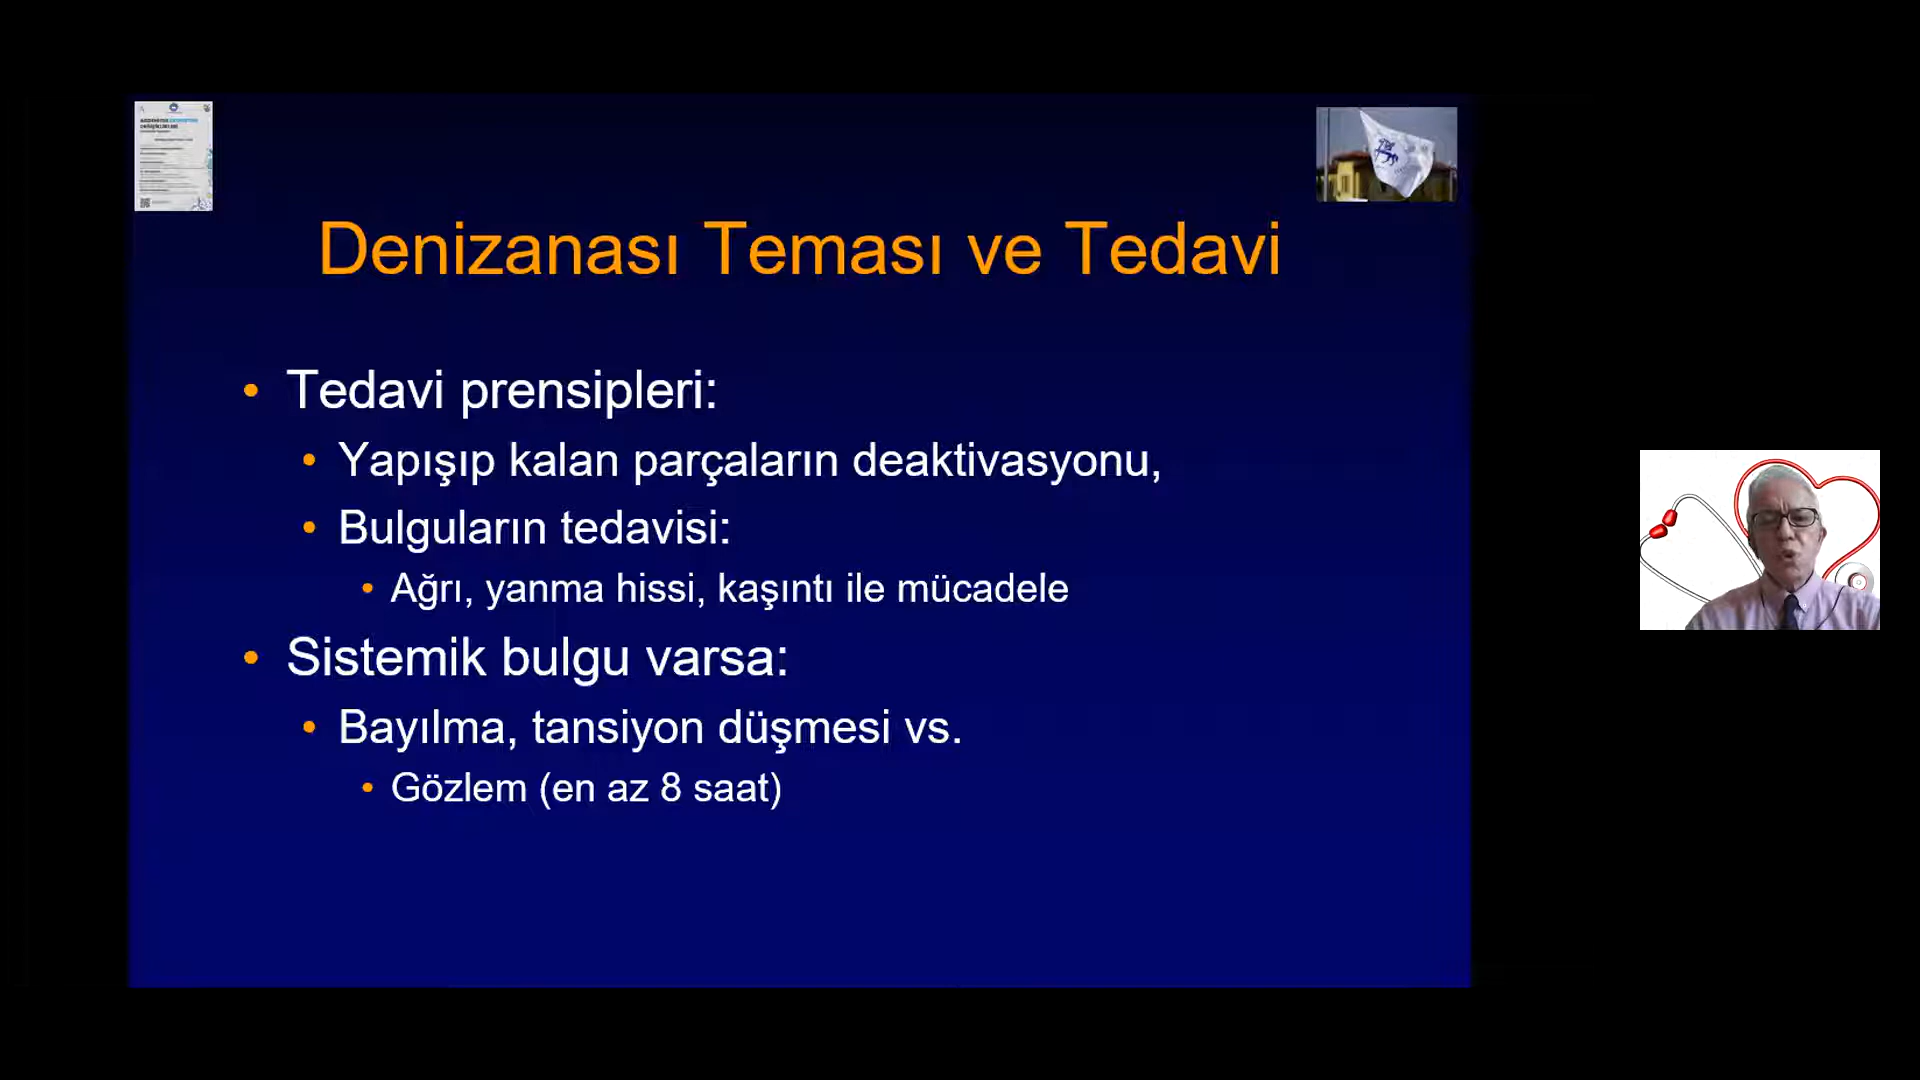 Denizanası Teması ve Tedavi
• Tedavi prensipleri:
• Yapışıp kalan parçaların deaktivasyonu,
• Bulguların tedavisi:
• Ağrı, yanma hissi, kaşıntı ile mücadele
• Sistemik bulgu varsa:
• Bayılma, tansiyon düşmesi vs.
• Gözlem (en az 8 saat)